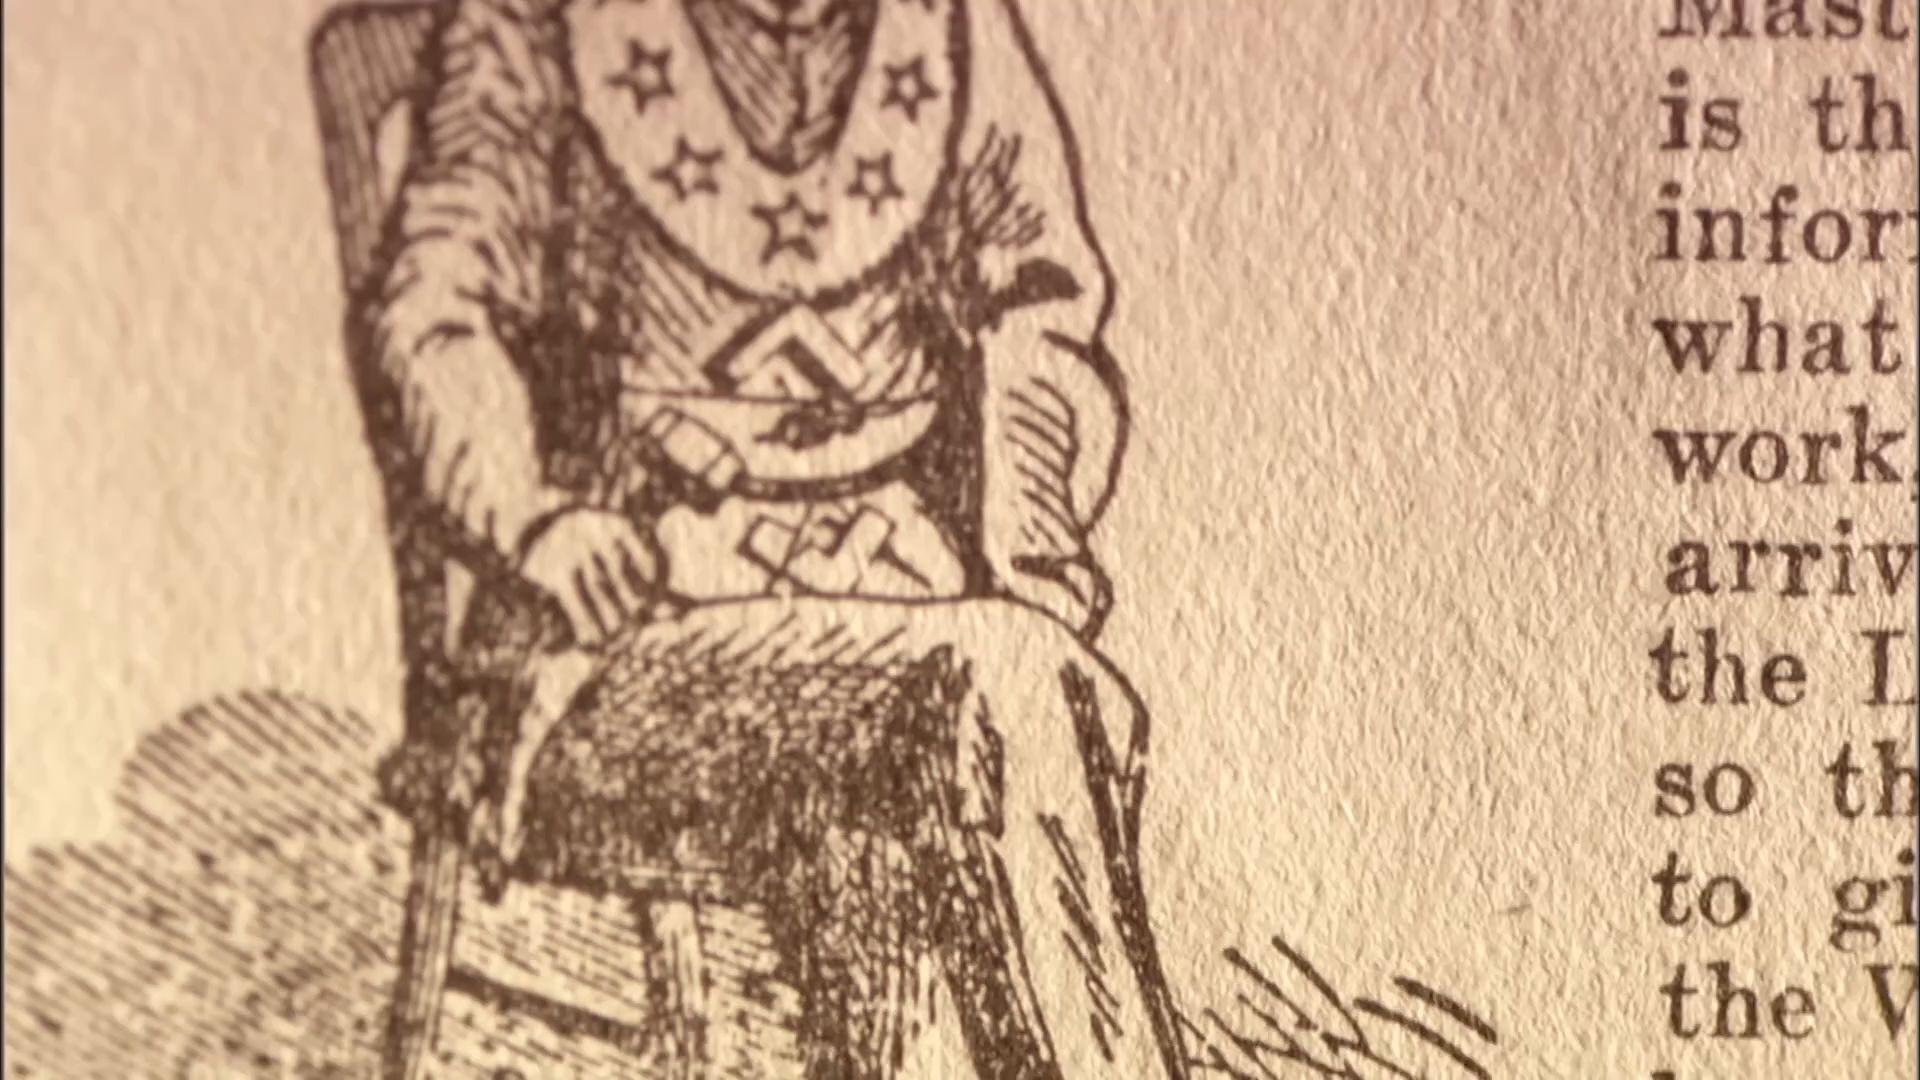 Mast
is th
infor
what
work,
arriv
the L
so th
to gi
the V